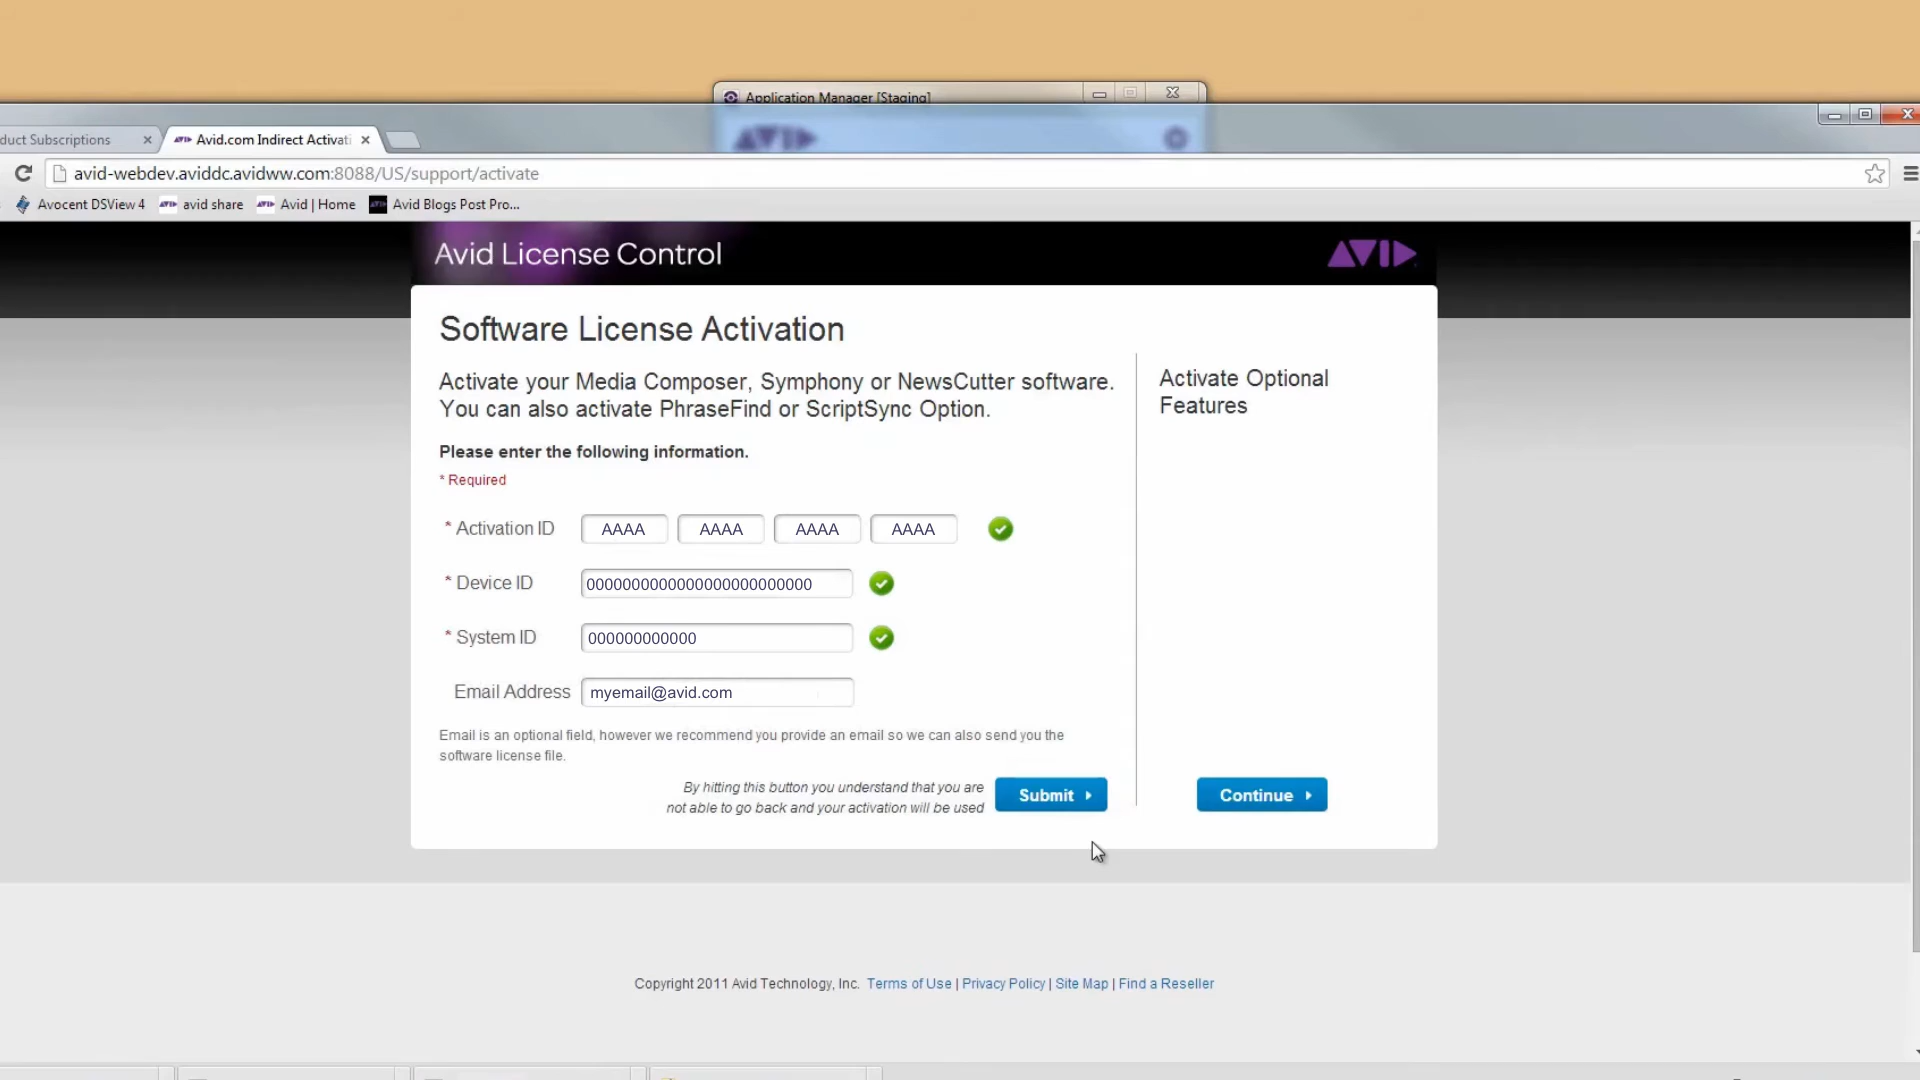 Application Manager [Staging]
AVID
duct Subscriptions
AVID Avid.com Indirect Activati
avid-webdev.aviddc.avidww.com:8088/US/support/activate
Avocent DSView 4
AVID avid share
AVID Avid | Home
AVID Avid Blogs Post Pro...
Avid License Control
AVID
Software License Activation
Activate your Media Composer, Symphony or NewsCutter software.
You can also activate PhraseFind or ScriptSync Option.
Activate Optional
Features
Please enter the following information.
* Required
* Activation ID AAAA AAAA AAAA AAAA
* Device ID 0000000000000000000000000
* System ID 000000000000
Email Address myemail@avid.com
Email is an optional field, however we recommend you provide an email so we can also send you the
software license file.
By hitting this button you understand that you are
not able to go back and your activation will be used
Submit
Continue
Copyright 2011 Avid Technology, Inc. Terms of Use | Privacy Policy | Site Map | Find a Reseller